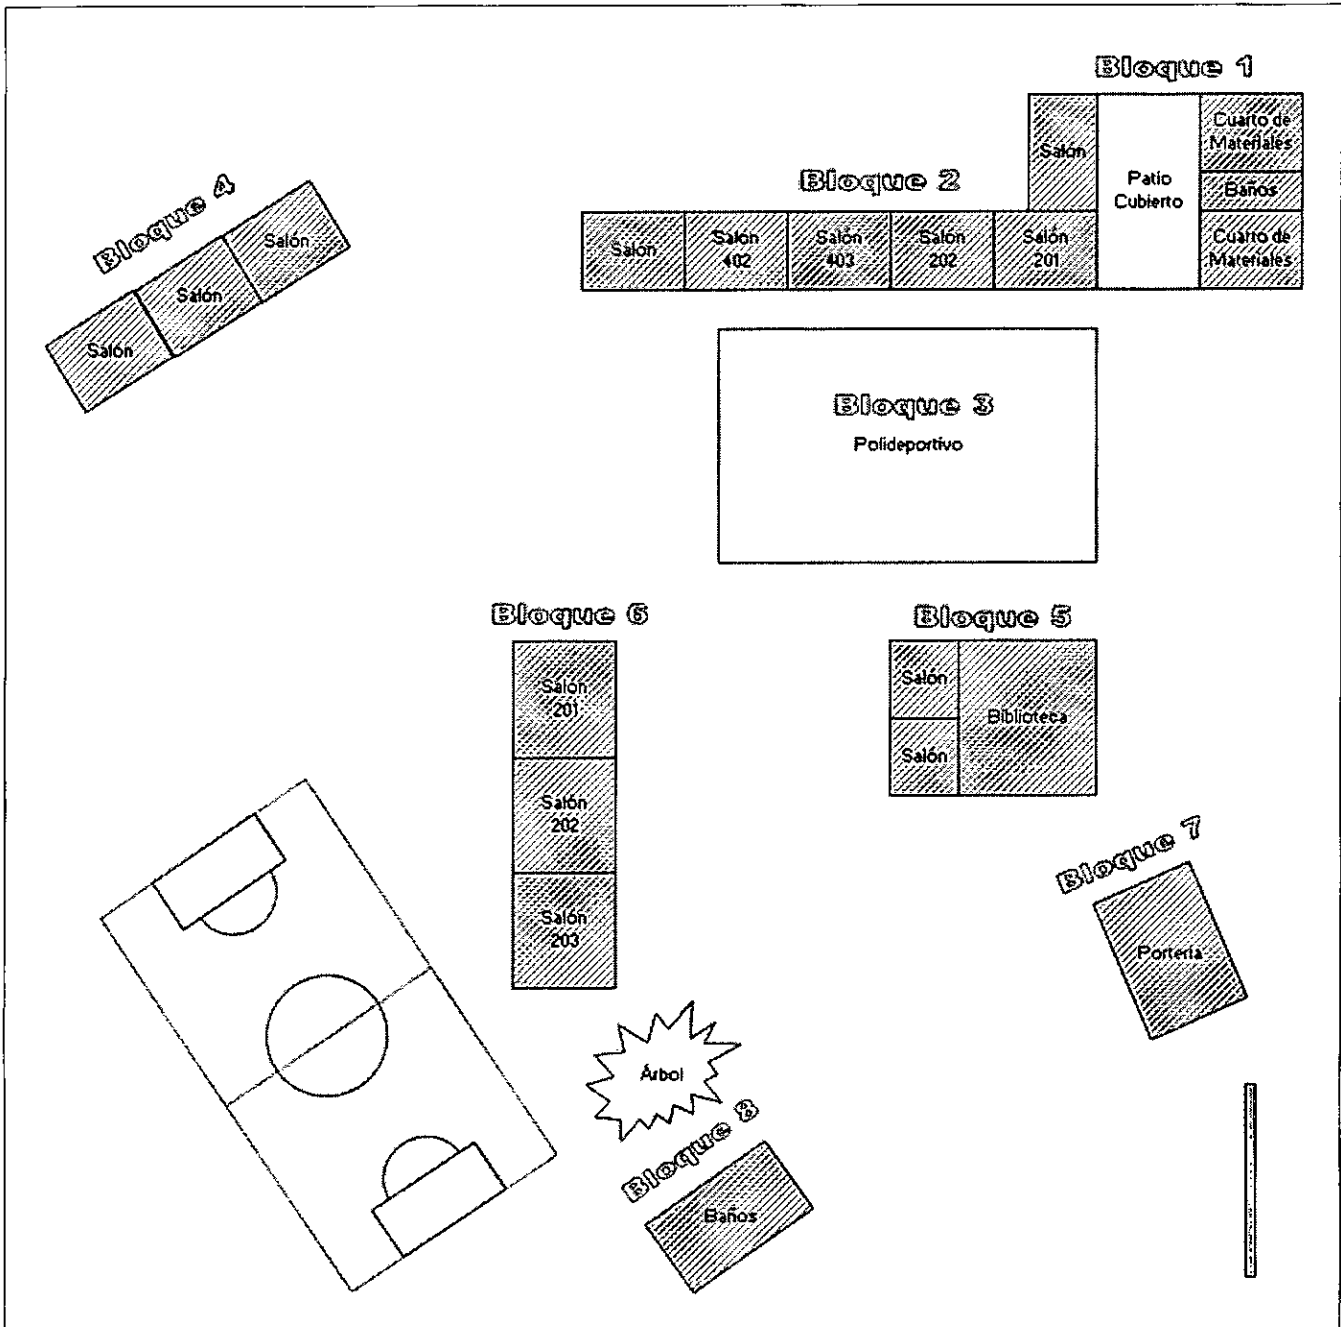 Bloque 1
Cuarto de
Materiales
Salón
Patio
Cubierto
Baños
Cuarto de
Materiales
Bloque 2
Salón
Salón
402
Salón
403
Salón
202
Salón
201
Bloque 4
Salón
Salón
Salón
Bloque 3
Polideportivo
Bloque 6
Salón
201
Salón
202
Salón
203
Bloque 5
Salón
Salón
Biblioteca
Bloque 7
Portería
Árbol
Bloque 8
Baños